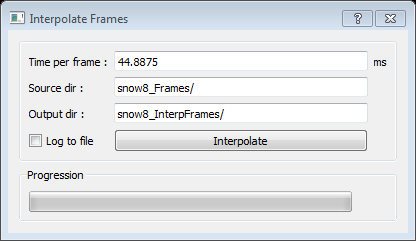 Interpolate Frames
Time per frame : 44.8875 ms
Source dir : snow8_Frames/
Output dir : snow8_InterpFrames/
Log to file Interpolate
Progression